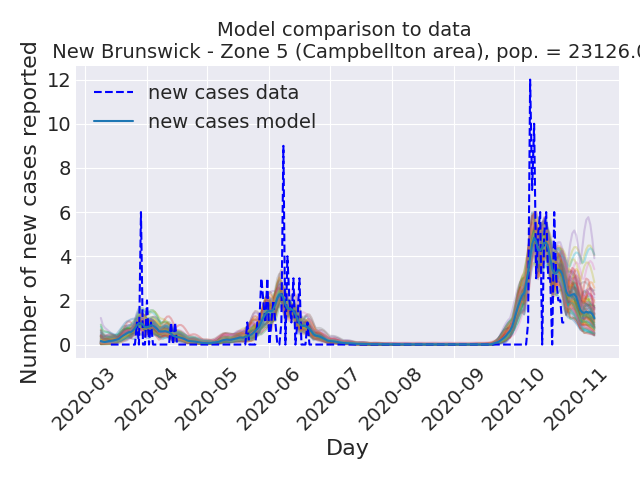 Model comparison to data
New Brunswick - Zone 5 (Campbellton area), pop. = 23126.0
Number of new cases reported
12
10
8
6
4
2
0
new cases data
new cases model
2020-03
2020-04
2020-05
2020-06
2020-07
2020-08
2020-09
2020-10
2020-11
Day